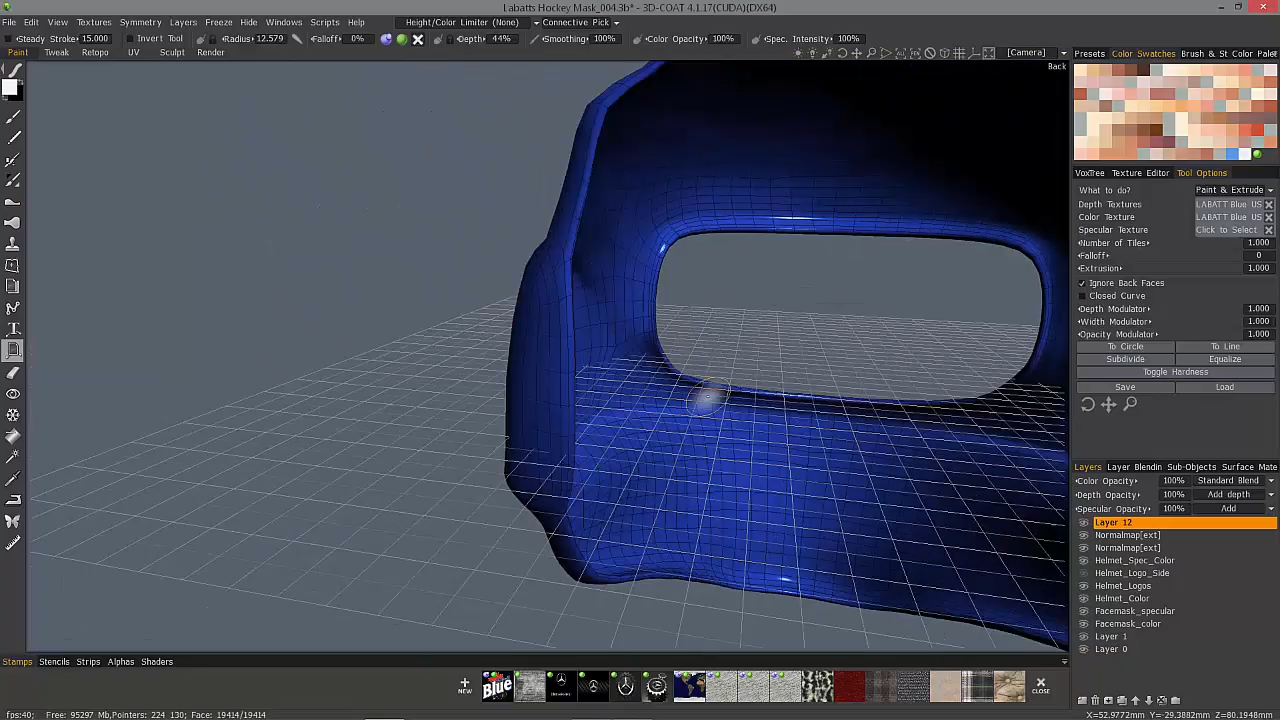 Labatts Hockey Mask_004.3b* - 3D-COAT 4.1.17(CUDA)(DX64)
File Edit View Textures Symmetry Layers Freeze Hide Windows Scripts Help Height/Color Limiter (None) Connective Pick
Steady Stroke 15.000 Invert Tool Radius 12.579 Falloff 0% Depth 44% Smoothing 100% Color Opacity 100% Spec. Intensity 100%
Paint Tweak Retopo UV Sculpt Render [Camera] Presets Color Swatches Brush & St Color Pale
Back
VoxTree Texture Editor Tool Options
What to do? Paint & Extrude
Depth Textures LABATT Blue US
Color Texture LABATT Blue US
Specular Texture Click to Select
Number of Tiles 1.000
Falloff 0
Extrusion 1.000
Ignore Back Faces
Closed Curve
Depth Modulator 1.000
Width Modulator 1.000
Opacity Modulator 1.000
To Circle To Line
Subdivide Equalize
Toggle Hardness
Save Load
Layers Layer Blendin Sub-Objects Surface Mate
Color Opacity 100% Standard Blend
Depth Opacity 100% Add depth
Specular Opacity 100% Add
Layer 12
Normalmap[ext]
Normalmap[ext]
Helmet_Spec_Color
Helmet_Logo_Side
Helmet_Logos
Helmet_Color
Facemask_specular
Facemask_color
Layer 1
Layer 0
Stamps Stencils Strips Alphas Shaders
NEW Blue CLOSE
fps:40; Free: 95297 Mb,Pointers: 224 130; Face: 19414/19414 X=52.9772mm Y=-29.3882mm Z=80.1948mm